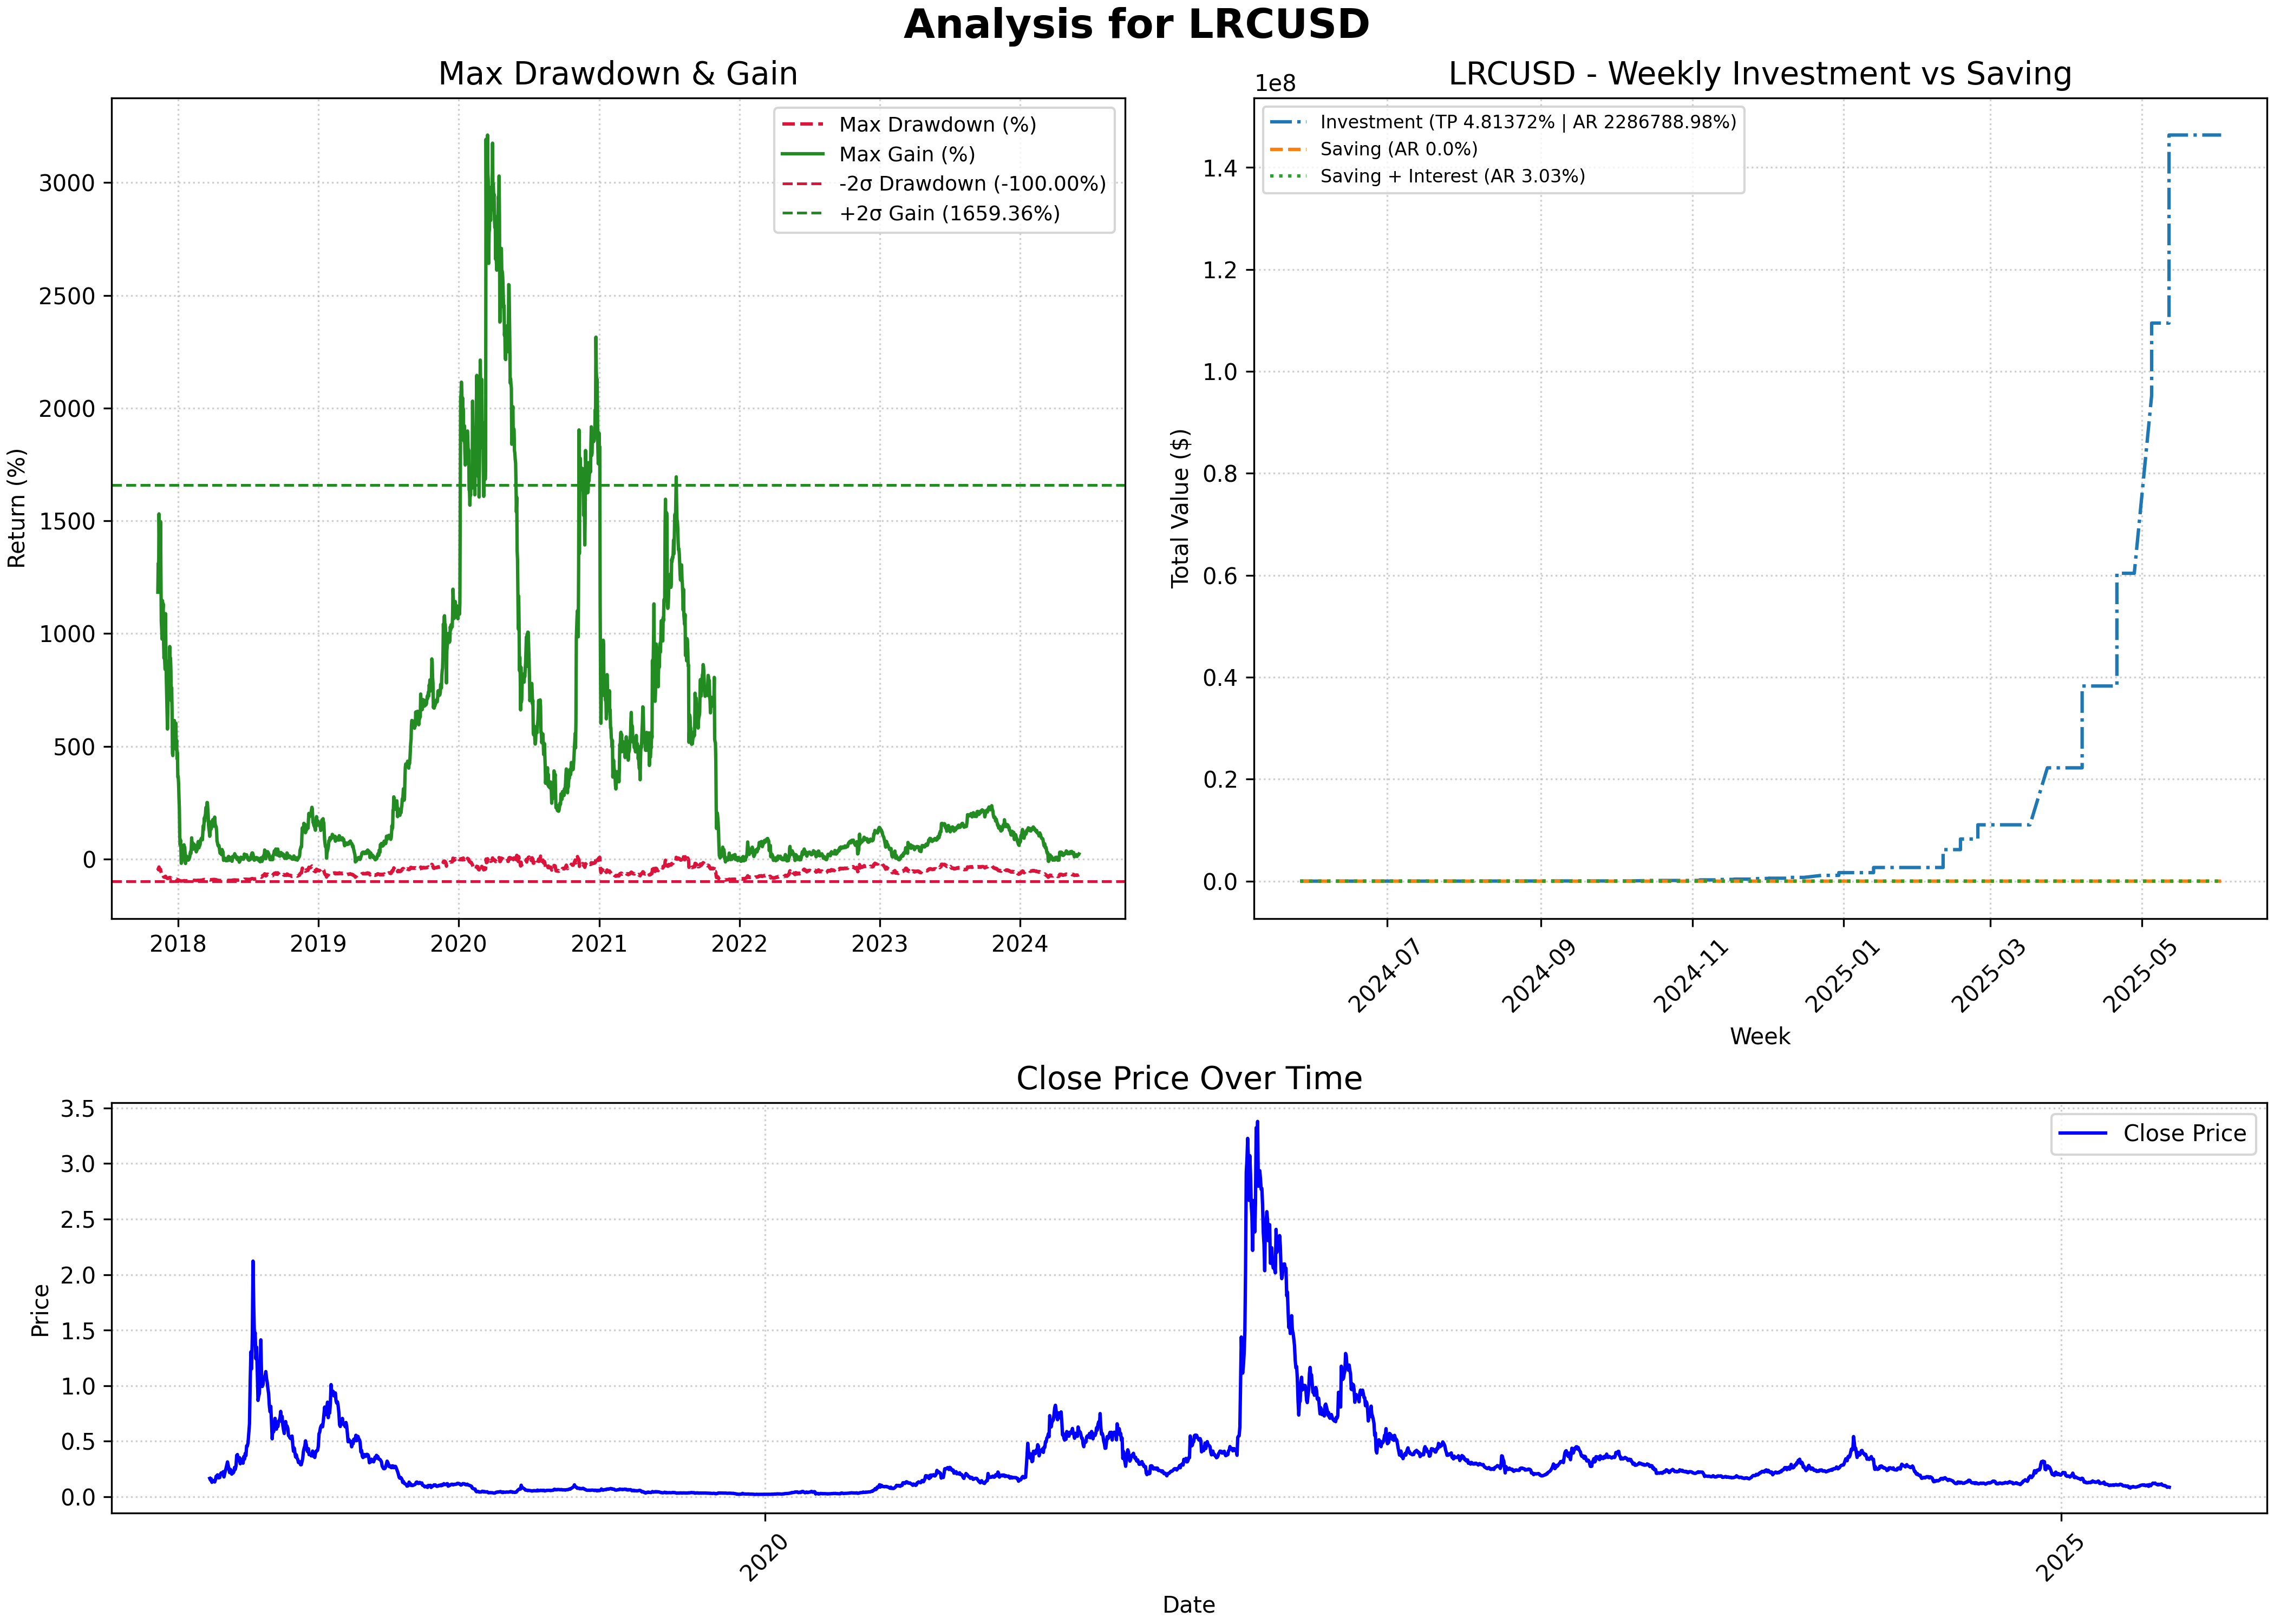 Analysis for LRCUSD
Max Drawdown & Gain
Return (%)
3000
2500
2000
1500
1000
500
0
2018
2019
2020
2021
2022
2023
2024
Max Drawdown (%)
Max Gain (%)
-2σ Drawdown (-100.00%)
+2σ Gain (1659.36%)
LRCUSD - Weekly Investment vs Saving
1e8
Total Value ($)
1.4
1.2
1.0
0.8
0.6
0.4
0.2
0.0
2024-07
2024-09
2024-11
2025-01
2025-03
2025-05
Week
Investment (TP 4.81372% | AR 2286788.98%)
Saving (AR 0.0%)
Saving + Interest (AR 3.03%)
Close Price Over Time
Price
3.5
3.0
2.5
2.0
1.5
1.0
0.5
0.0
2020
2025
Date
Close Price